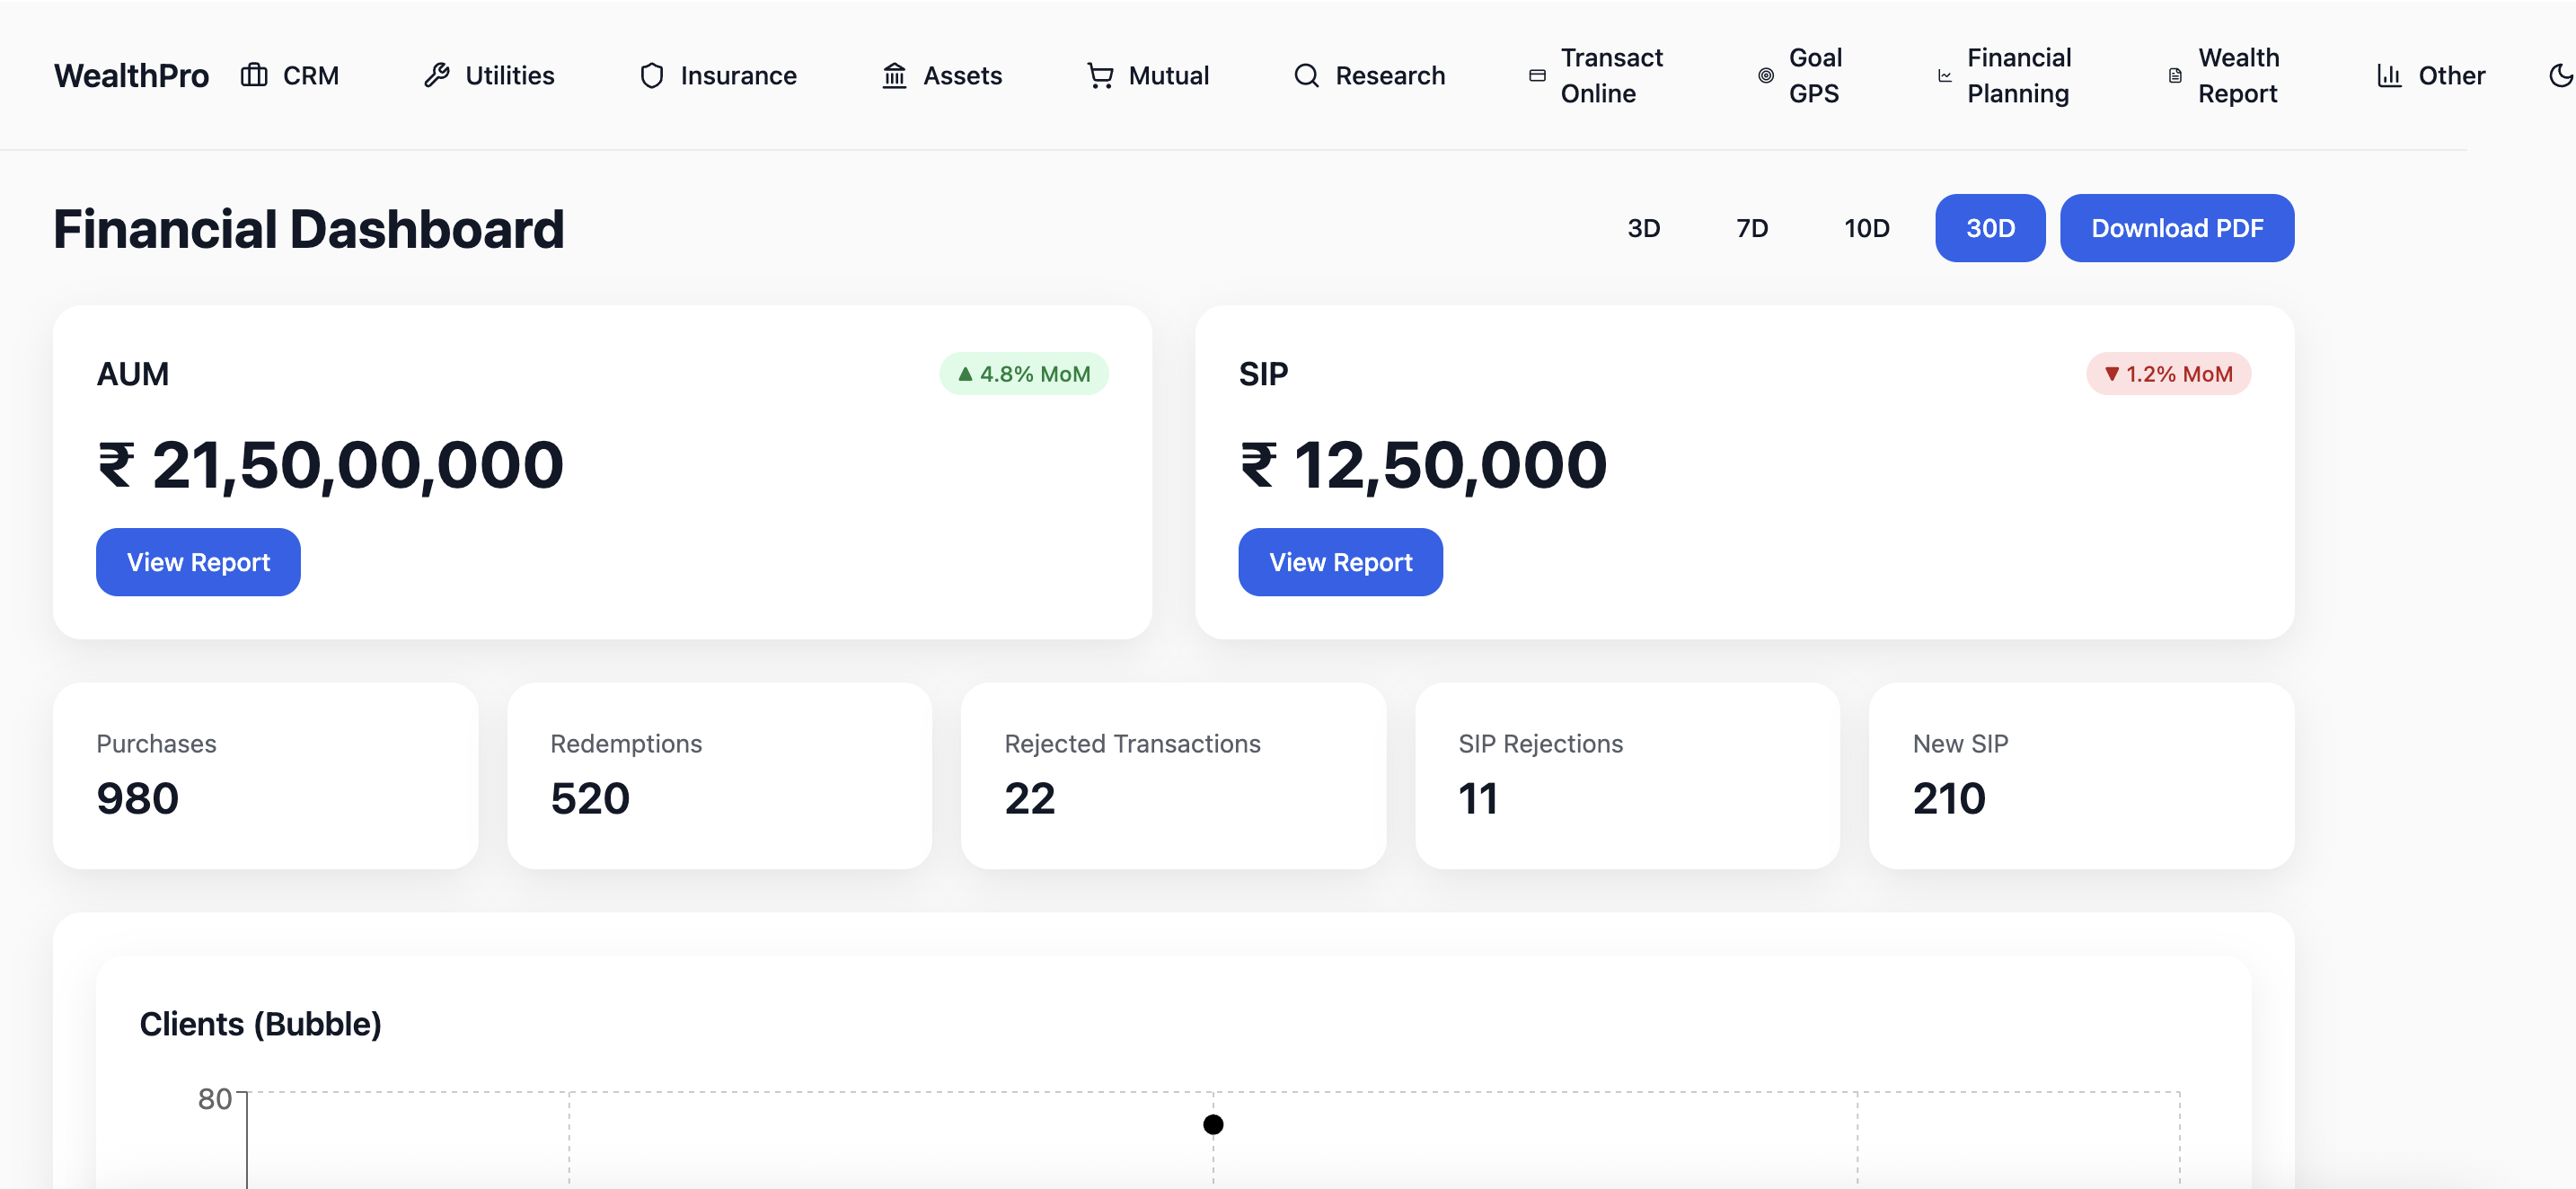 WealthPro
CRM
Utilities
Insurance
Assets
Mutual
Research
Transact
Online
Goal
GPS
Financial
Planning
Wealth
Report
Other
Financial Dashboard
3D
7D
10D
30D
Download PDF
AUM
▲ 4.8% MoM
₹ 21,50,00,000
View Report
SIP
▼ 1.2% MoM
₹ 12,50,000
View Report
Purchases
980
Redemptions
520
Rejected Transactions
22
SIP Rejections
11
New SIP
210
Clients (Bubble)
80